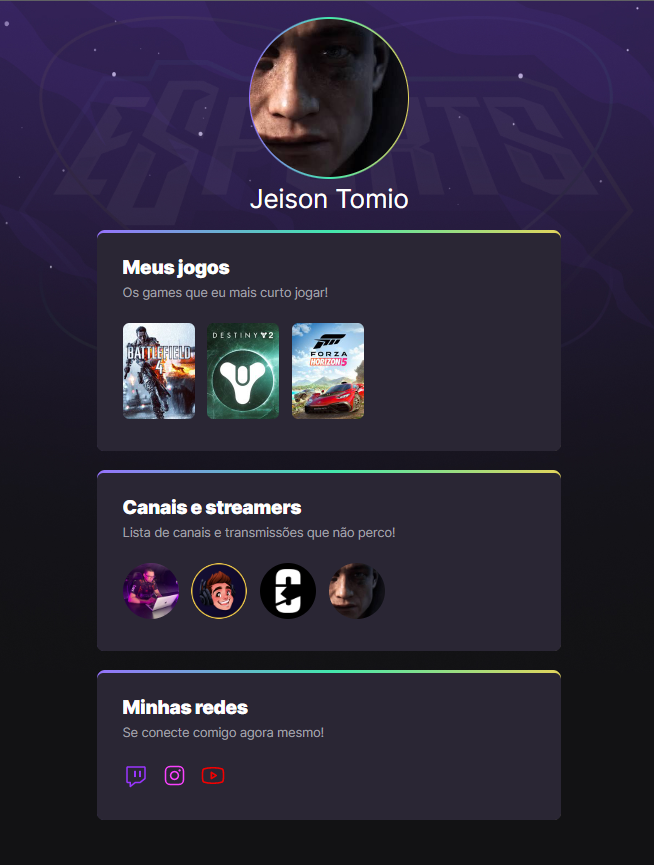 ESPORTS
Jeison Tomio
Meus jogos
Os games que eu mais curto jogar!
BATTLEFIELD
4
DESTINY 2
FORZA
HORIZON 5
Canais e streamers
Lista de canais e transmissões que não perco!
Minhas redes
Se conecte comigo agora mesmo!